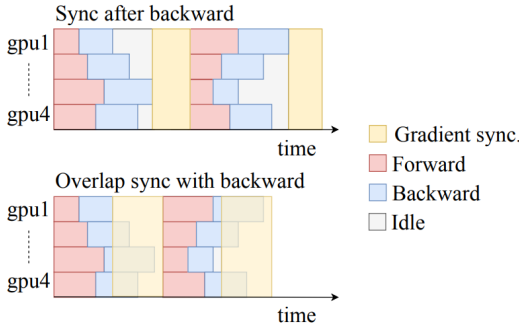 Sync after backward
gpu1
gpu4
time
Gradient sync.
Forward
Backward
Idle
Overlap sync with backward
gpu1
gpu4
time